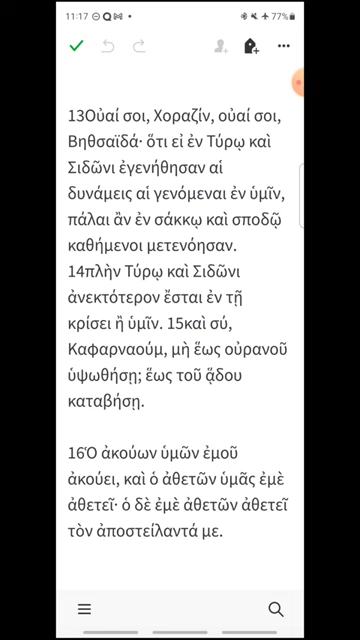 11:17
77%
13Οὐαί σοι, Χοραζίν, οὐαί σοι,
Βηθσαϊδά· ὅτι εἰ ἐν Τύρῳ καὶ
Σιδῶνι ἐγενήθησαν αἱ
δυνάμεις αἱ γενόμεναι ἐν ὑμῖν,
πάλαι ἂν ἐν σάκκῳ καὶ σποδῷ
καθήμενοι μετενόησαν.
14πλὴν Τύρῳ καὶ Σιδῶνι
ἀνεκτότερον ἔσται ἐν τῇ
κρίσει ἢ ὑμῖν. 15καὶ σύ,
Καφαρναούμ, μὴ ἕως οὐρανοῦ
ὑψωθήσῃ; ἕως τοῦ ᾅδου
καταβήσῃ.
16Ὁ ἀκούων ὑμῶν ἐμοῦ
ἀκούει, καὶ ὁ ἀθετῶν ὑμᾶς ἐμὲ
ἀθετεῖ· ὁ δὲ ἐμὲ ἀθετῶν ἀθετεῖ
τὸν ἀποστείλαντά με.